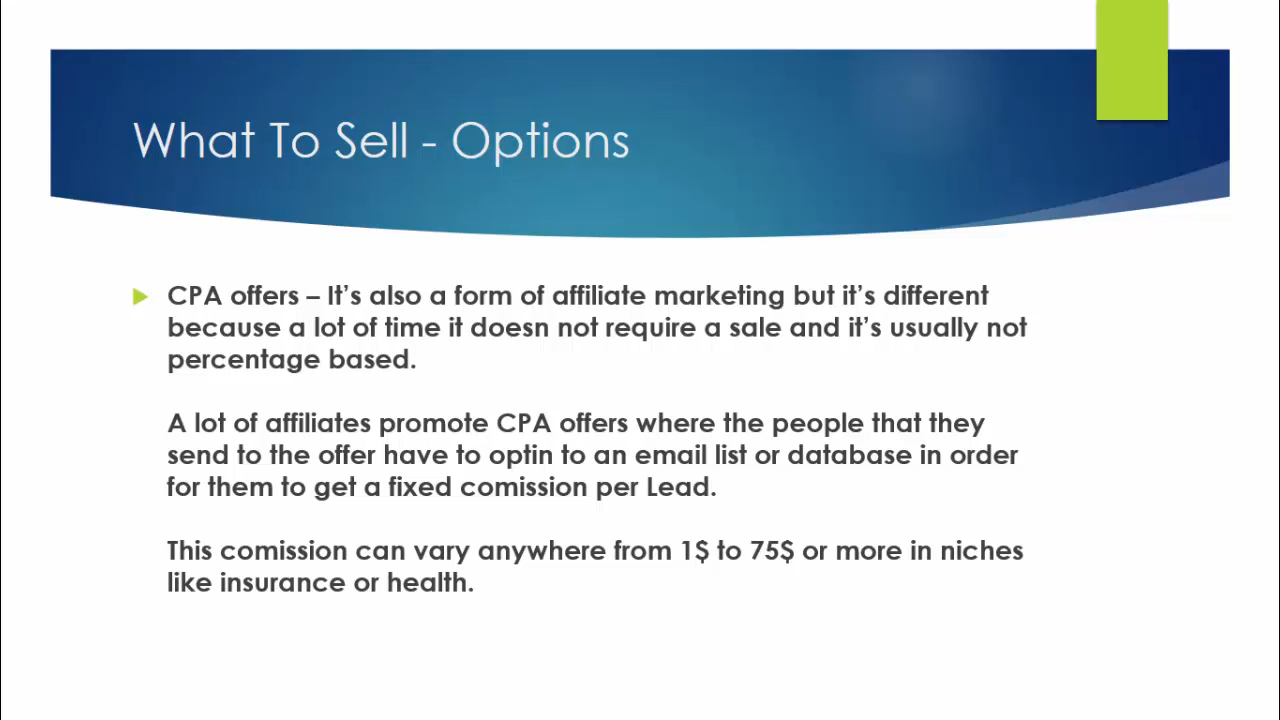 What To Sell - Options
CPA offers – It’s also a form of affiliate marketing but it’s different
because a lot of time it doesn not require a sale and it’s usually not
percentage based.
A lot of affiliates promote CPA offers where the people that they
send to the offer have to optin to an email list or database in order
for them to get a fixed comission per Lead.
This comission can vary anywhere from 1$ to 75$ or more in niches
like insurance or health.